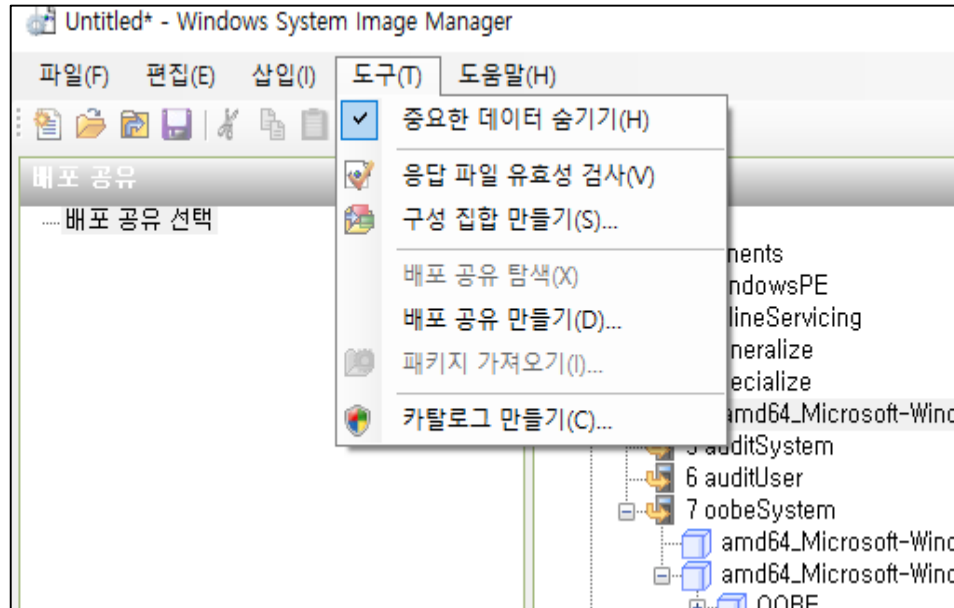 Untitled* - Windows System Image Manager
파일(F) 편집(E) 삽입(I) 도구(T) 도움말(H)
중요한 데이터 숨기기(H)
응답 파일 유효성 검사(V)
구성 집합 만들기(S)...
배포 공유 탐색(X)
배포 공유 만들기(D)...
패키지 가져오기(I)...
카탈로그 만들기(C)...
배포 공유
배포 공유 선택
nents
ndowsPE
lineServicing
neralize
ecialize
amd64_Microsoft-Wind
5 auditSystem
6 auditUser
7 oobeSystem
amd64_Microsoft-Wind
amd64_Microsoft-Wind
OOBE